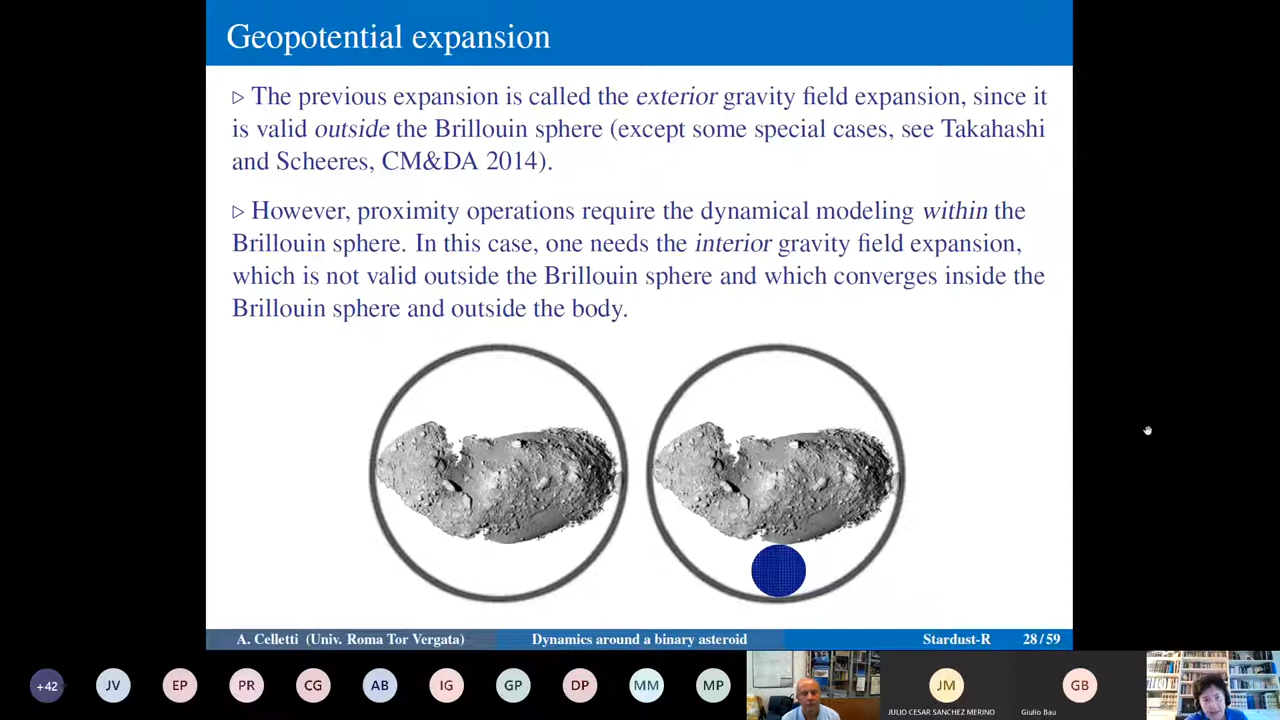 Geopotential expansion
▷ The previous expansion is called the exterior gravity field expansion, since it
is valid outside the Brillouin sphere (except some special cases, see Takahashi
and Scheeres, CM&DA 2014).
▷ However, proximity operations require the dynamical modeling within the
Brillouin sphere. In this case, one needs the interior gravity field expansion,
which is not valid outside the Brillouin sphere and which converges inside the
Brillouin sphere and outside the body.
A. Celletti (Univ. Roma Tor Vergata) Dynamics around a binary asteroid Stardust-R 28 / 59
+42 JV EP PR CG AB IG GP DP MM MP JM GB
JULIO CESAR SANCHEZ MERINO Giulio Bau